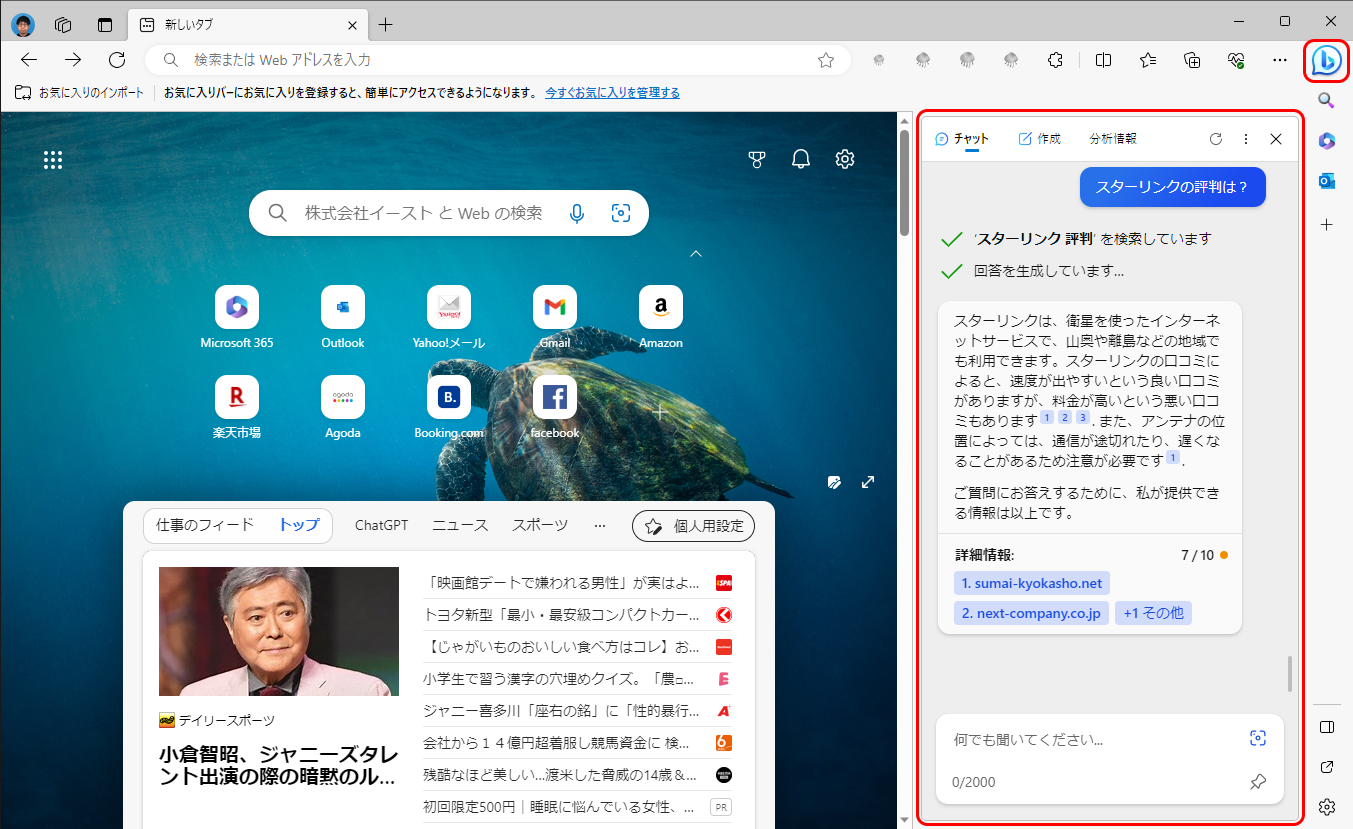 新しいタブ
検索または Web アドレスを入力
お気に入りのインポート
お気に入りバーにお気に入りを登録すると、簡単にアクセスできるようになります。
今すぐお気に入りを管理する
株式会社イースト と Web の検索
Microsoft 365
Outlook
Yahoo!メール
Gmail
Amazon
楽天市場
agoda
Agoda
B.
Booking.com
facebook
仕事のフィード
トップ
ChatGPT
ニュース
スポーツ
...
個人用設定
デイリースポーツ
小倉智昭、ジャニーズタレ
ント出演の際の暗黙のル...
「映画館デートで嫌われる男性」が実はよ...
トヨタ新型「最小・最安級コンパクトカー...
【じゃがいものおいしい食べ方はコレ】お...
小学生で習う漢字の穴埋めクイズ。「農□...
ジャニー喜多川「座右の銘」に「性的暴行...
会社から１４億円超着服し競馬資金に 検...
残酷なほど美しい...渡米した脅威の14歳＆...
初回限定500円｜睡眠に悩んでいる女性、...
PR
チャット
作成
分析情報
スターリンクの評判は？
'スターリンク 評判' を検索しています
回答を生成しています...
スターリンクは、衛星を使ったインターネ
ットサービスで、山奥や離島などの地域で
も利用できます。スターリンクの口コミに
よると、速度が出やすいという良い口コミ
がありますが、料金が高いという悪い口コ
ミもあります 1 2 3 . また、アンテナの位
置によっては、通信が途切れたり、遅くな
ることがあるため注意が必要です 1 .
ご質問にお答えするために、私が提供でき
る情報は以上です。
詳細情報:
7 / 10
1. sumai-kyokasho.net
2. next-company.co.jp
+1 その他
何でも聞いてください...
0/2000